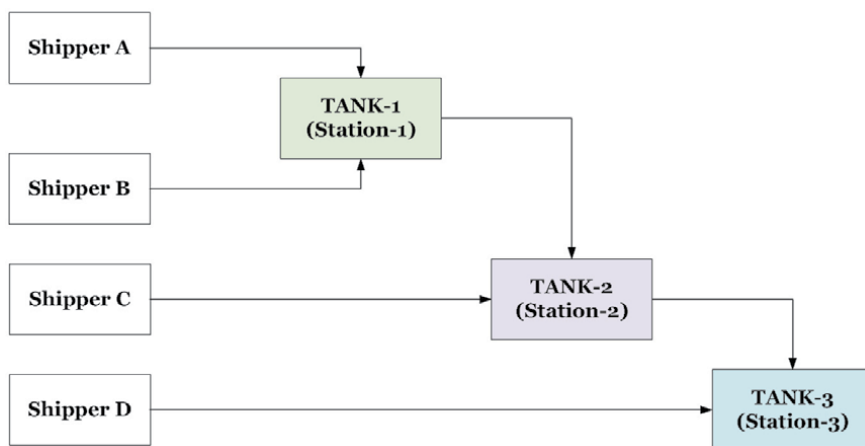 Shipper A
TANK-1
(Station-1)
Shipper B
TANK-2
(Station-2)
Shipper C
TANK-3
(Station-3)
Shipper D